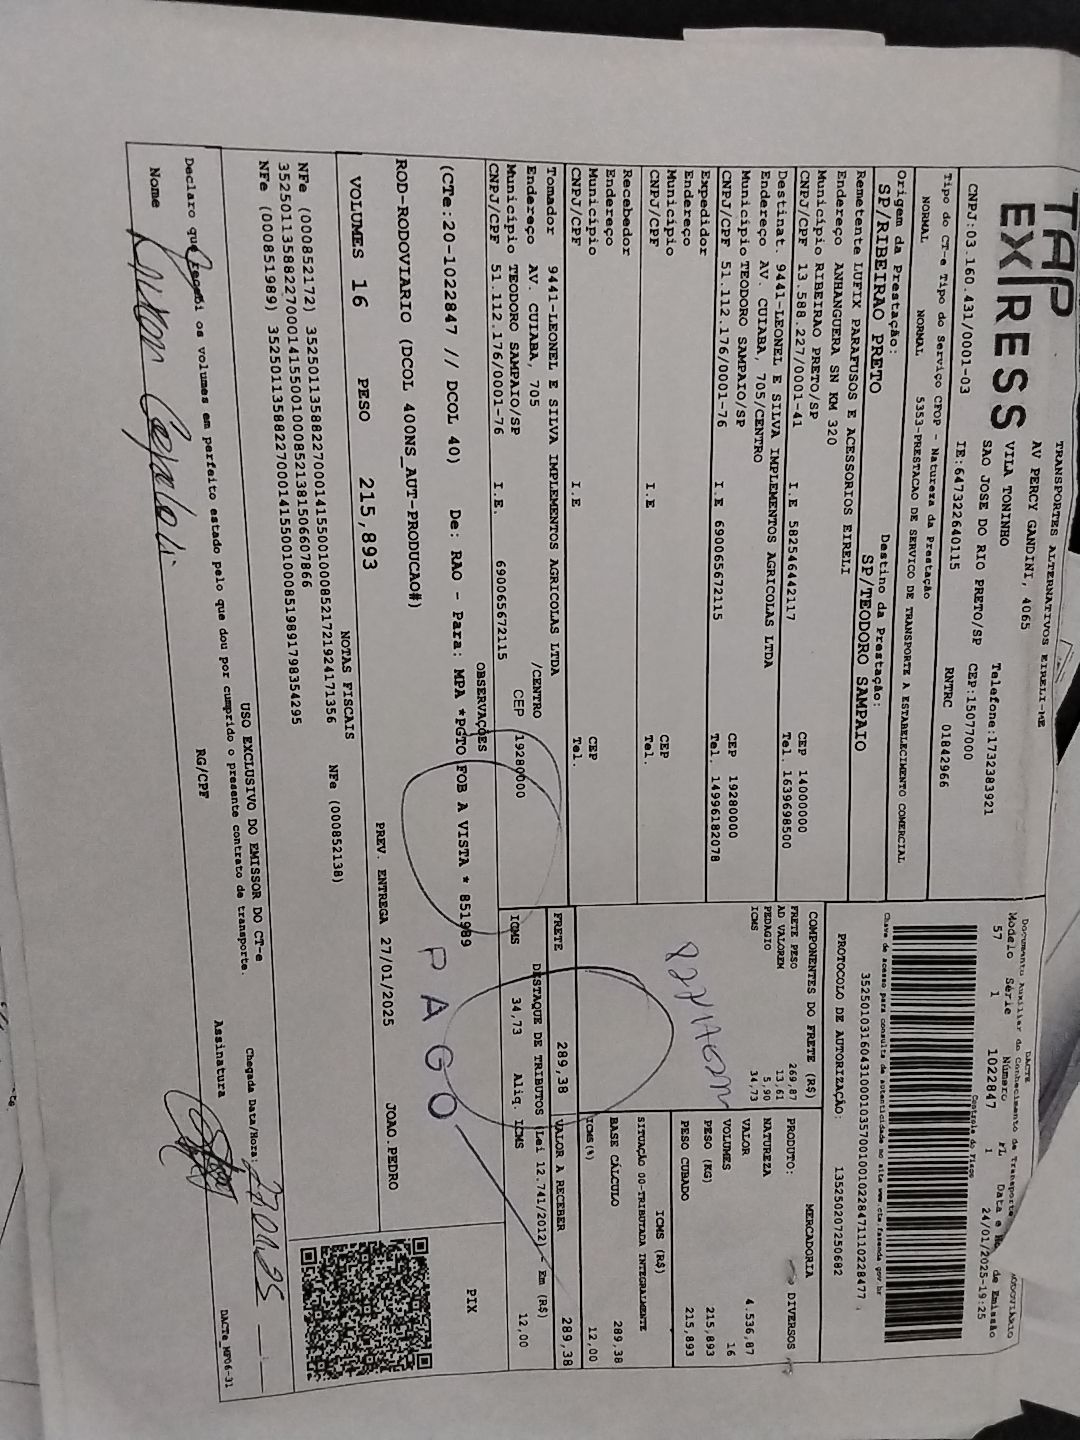 TAP
EXPRESS
TRANSPORTES ALTERNATIVOS EIRELI-ME
AV PERCY GANDINI, 4065
VILA TONINHO
SAO JOSE DO RIO PRETO/SP CEP:15077000
Telefone:1732383921
CNPJ:03.160.431/0001-03 IE:647322640115 RNTRC 01842966
Tipo do CT-e Tipo do Serviço CFOP - Natureza da Prestação
NORMAL NORMAL 5353-PRESTACAO DE SERVICO DE TRANSPORTE A ESTABELECIMENTO COMERCIAL
Origem da Prestação: Destino da Prestação:
SP/RIBEIRAO PRETO SP/TEODORO SAMPAIO
Remetente LUFIX PARAFUSOS E ACESSORIOS EIRELI
Endereço ANHANGUERA SN KM 320
Município RIBEIRAO PRETO/SP CEP 14000000
CNPJ/CPF 13.588.227/0001-41 I.E 582546442117 Tel. 1639698500
Destinat. 9441-LEONEL E SILVA IMPLEMENTOS AGRICOLAS LTDA
Endereço AV. CUIABA, 705/CENTRO
Município TEODORO SAMPAIO/SP CEP 19280000
CNPJ/CPF 51.112.176/0001-76 I.E 690065672115 Tel. 14996182078
Expedidor
Endereço
Município CEP
CNPJ/CPF I.E Tel.
Recebedor
Endereço
Município CEP
CNPJ/CPF I.E Tel.
Tomador 9441-LEONEL E SILVA IMPLEMENTOS AGRICOLAS LTDA
Endereço AV. CUIABA, 705 /CENTRO
Município TEODORO SAMPAIO/SP CEP 19280000
CNPJ/CPF 51.112.176/0001-76 I.E. 690065672115
DACTE
Documento Auxiliar do Conhecimento de Transporte
Modelo Série Número FL Data e Ho de Emissão
57 1 1022847 1 24/01/2025-19:25
Controle do Fisco
Chave de acesso para consulta de autenticidade no site www.cte.fazenda.gov.br
35250103160431000103570010010228471110228477
PROTOCOLO DE AUTORIZAÇÃO: 135250207250682
COMPONENTES DO FRETE (R$)
FRETE PESO 269,87
AD VALOREM 13,61
PEDAGIO 5,90
ICMS 34,73
MERCADORIA
PRODUTO: DIVERSOS
NATUREZA
VALOR 4.536,87
VOLUMES 16
PESO (KG) 215,893
PESO CUBADO 215,893
ICMS (R$)
SITUAÇÃO 00-TRIBUTADA INTEGRALMENTE
BASE CÁLCULO 289,38
ICMS(%) 12,00
FRETE 289,38 VALOR A RECEBER 289,38
DESTAQUE DE TRIBUTOS (Lei 12.741/2012) - Em (R$)
ICMS 34,73 Aliq. ICMS 12,00
OBSERVAÇÕES
(CTe:20-1022847 // DCOL 40) De: RAO - Para: MPA *PGTO FOB A VISTA * 851989
ROD-RODOVIARIO (DCOL 400NS_AUT-PRODUCAO#)
PAGO
PIX
PREV. ENTREGA 27/01/2025 JOAO.PEDRO
VOLUMES 16 PESO 215,893
NOTAS FISCAIS
NFe (000852172) 35250113588227000141550010008521721924171356 NFe (000852138)
35250113588227000141550010008521381506607866
NFe (000851989) 35250113588227000141550010008519891798354295
USO EXCLUSIVO DO EMISSOR DO CT-e
Declaro que recebi os volumes em perfeito estado pelo que dou por cumprido o presente contrato de transporte.
Chegada Data/Hora:
Nome RG/CPF Assinatura
DACTe_MP06-31